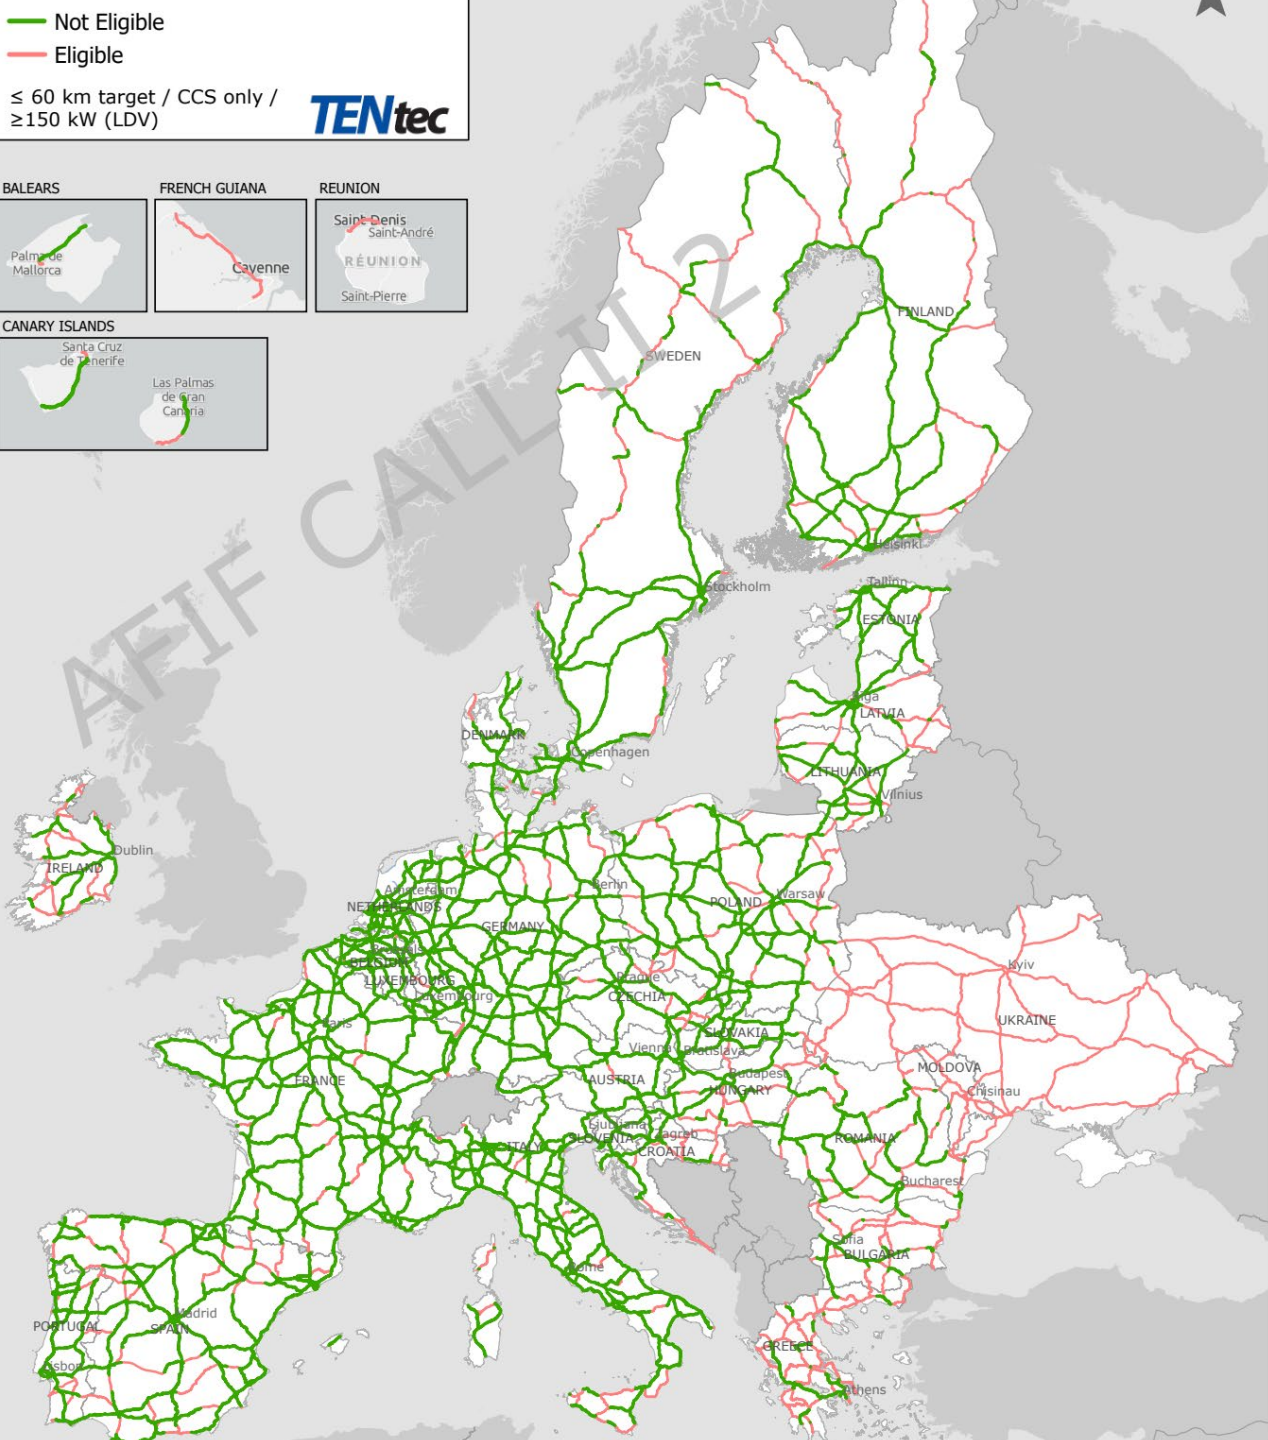 Not Eligible
Eligible
≤ 60 km target / CCS only /
≥150 kW (LDV)
TENtec
BALEARS
FRENCH GUIANA
REUNION
Palma de
Mallorca
Cayenne
Saint-Denis
Saint-André
RÉUNION
Saint-Pierre
CANARY ISLANDS
Santa Cruz
de Tenerife
Las Palmas
de Gran
Canaria
AFIF CALL II 2
FINLAND
SWEDEN
Helsinki
Stockholm
Tallinn
ESTONIA
Riga
LATVIA
DENMARK
Copenhagen
LITHUANIA
Vilnius
Dublin
IRELAND
Amsterdam
NETHERLANDS
Berlin
Warsaw
POLAND
GERMANY
Brussels
BELGIUM
LUXEMBOURG
Luxembourg
Prague
CZECHIA
Kyiv
UKRAINE
Paris
SLOVAKIA
Vienna
Bratislava
FRANCE
AUSTRIA
Budapest
HUNGARY
MOLDOVA
Chisinau
Ljubljana
SLOVENIA
Zagreb
CROATIA
ITALY
ROMANIA
Bucharest
Sofia
BULGARIA
Rome
Madrid
SPAIN
PORTUGAL
Lisbon
GREECE
Athens